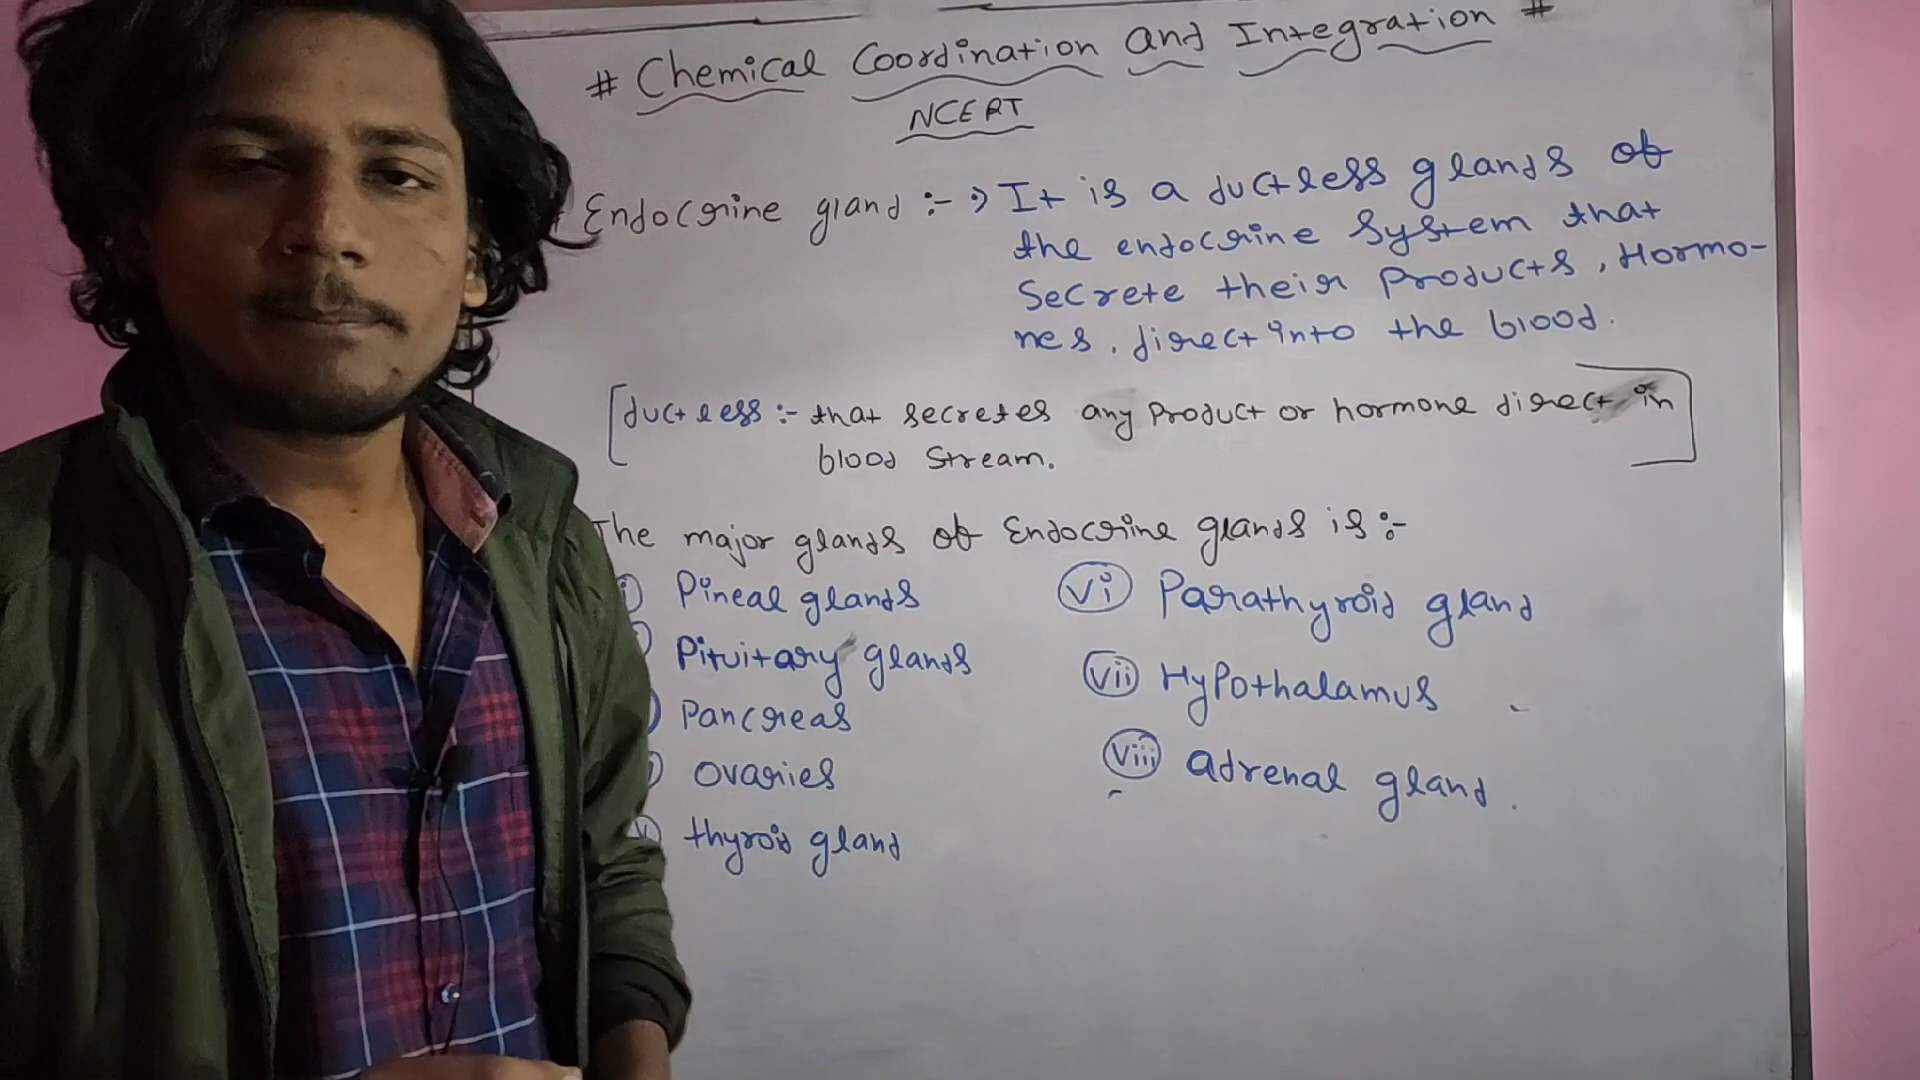 # Chemical Coordination and Integration #
NCERT
Endocrine gland :- → It is a ductless glands of
the endocrine system that
Secrete their Products, Hormo-
nes, direct into the blood.
[ductless :- that secretes any Product or hormone direct in
blood stream.]
The major glands of Endocrine glands is :-
i) Pineal glands
Pituitary glands
Pancreas
Ovaries
v thyroid gland
vi Parathyroid gland
vii Hypothalamus
viii adrenal gland.